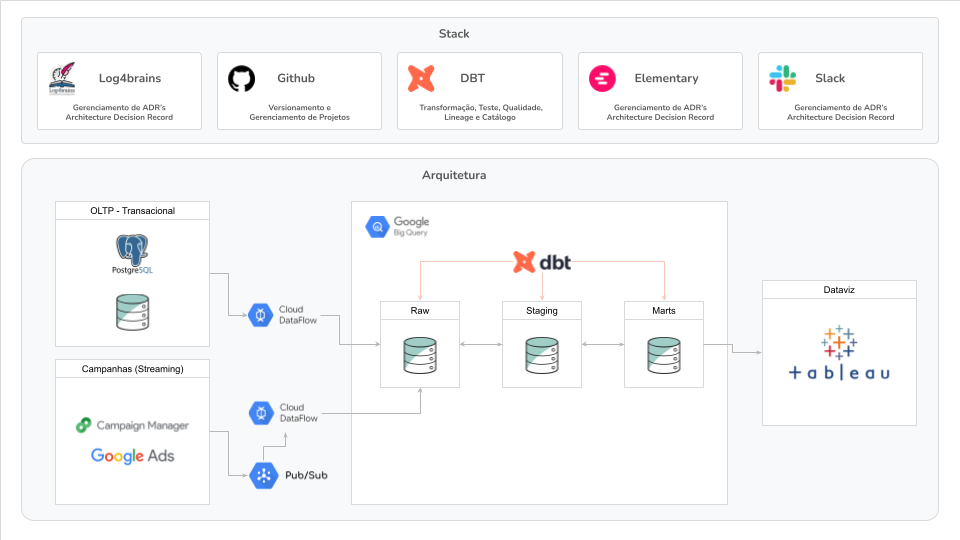 Stack
Log4brains
Gerenciamento de ADR's
Architecture Decision Record
Github
Versionamento e
Gerenciamento de Projetos
DBT
Transformação, Teste, Qualidade,
Lineage e Catálogo
Elementary
Gerenciamento de ADR's
Architecture Decision Record
Slack
Gerenciamento de ADR's
Architecture Decision Record
Arquitetura
OLTP - Transacional
PostgreSQL
Campanhas (Streaming)
Campaign Manager
Google Ads
Cloud
DataFlow
Cloud
DataFlow
Pub/Sub
Google
Big Query
dbt
Raw
Staging
Marts
Dataviz
tableau